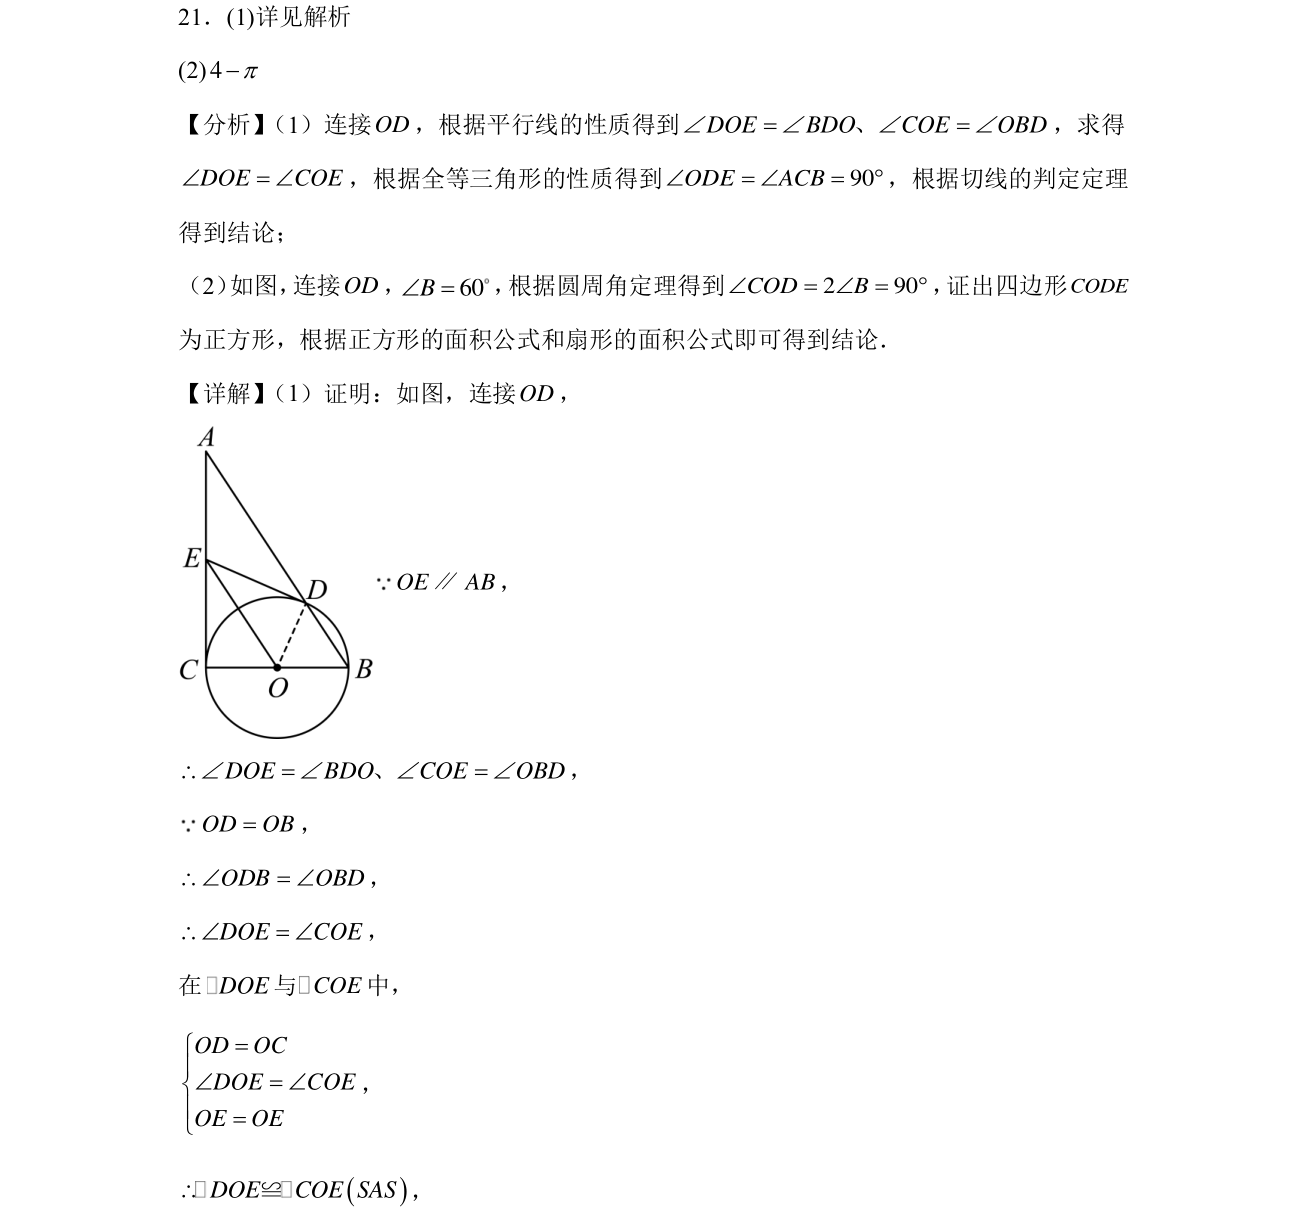 21．(1)详见解析
(2) 4－π
【分析】（1）连接OD，根据平行线的性质得到∠DOE＝∠BDO、∠COE＝∠OBD，求得
∠DOE＝∠COE，根据全等三角形的性质得到∠ODE＝∠ACB＝90°，根据切线的判定定理
得到结论；
（2）如图，连接OD，∠B＝60°，根据圆周角定理得到∠COD＝2∠B＝90°，证出四边形CODE
为正方形，根据正方形的面积公式和扇形的面积公式即可得到结论．
【详解】（1）证明：如图，连接OD，
A
E
D
∵OE∥AB，
C
B
O
∴∠DOE＝∠BDO、∠COE＝∠OBD，
∵OD＝OB，
∴∠ODB＝∠OBD，
∴∠DOE＝∠COE，
在□DOE与□COE中，
OD＝OC
∠DOE＝∠COE，
OE＝OE
∴□DOE≌□COE(SAS)，